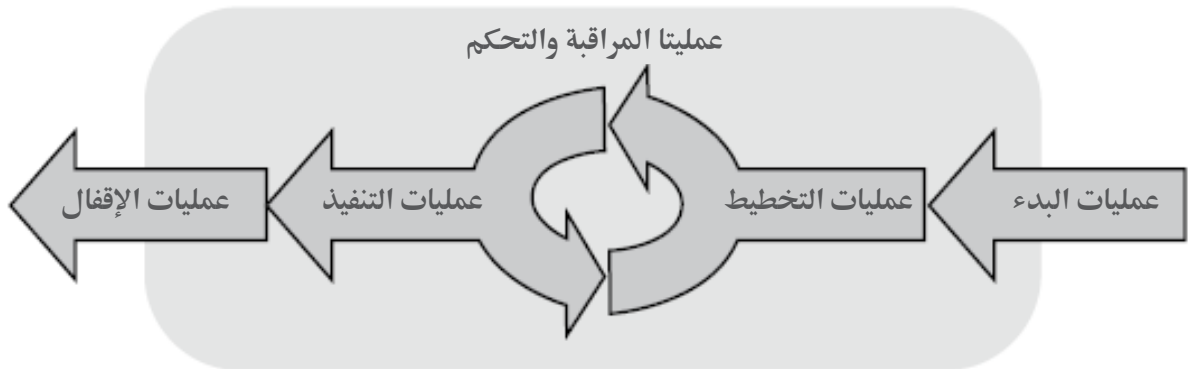 عمليتا المراقبة والتحكم
عمليات البدء
عمليات التخطيط
عمليات التنفيذ
عمليات الإقفال